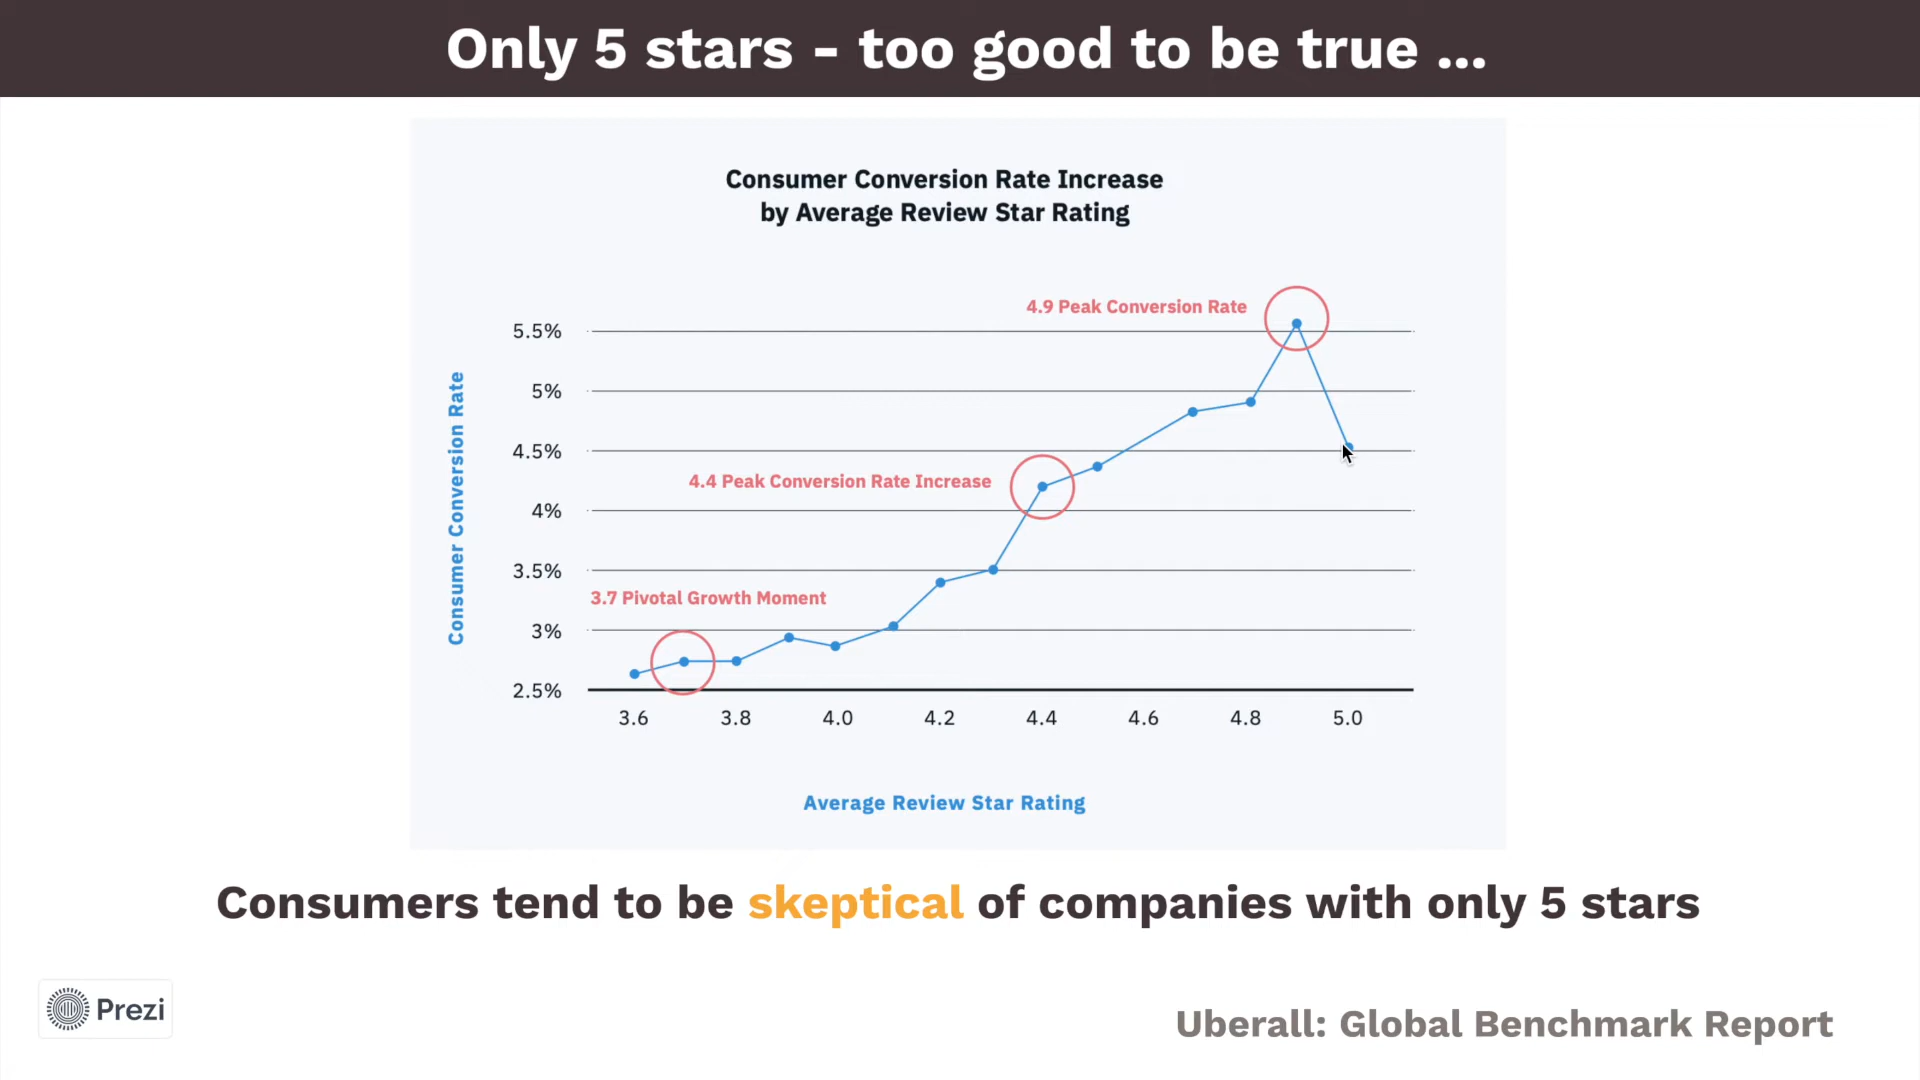 Only 5 stars - too good to be true ...
Consumer Conversion Rate Increase
by Average Review Star Rating
4.9 Peak Conversion Rate
5.5%
5%
4.5%
4.4 Peak Conversion Rate Increase
4%
3.5%
3.7 Pivotal Growth Moment
3%
2.5%
Consumer Conversion Rate
3.6 3.8 4.0 4.2 4.4 4.6 4.8 5.0
Average Review Star Rating
Consumers tend to be skeptical of companies with only 5 stars
Prezi
Uberall: Global Benchmark Report